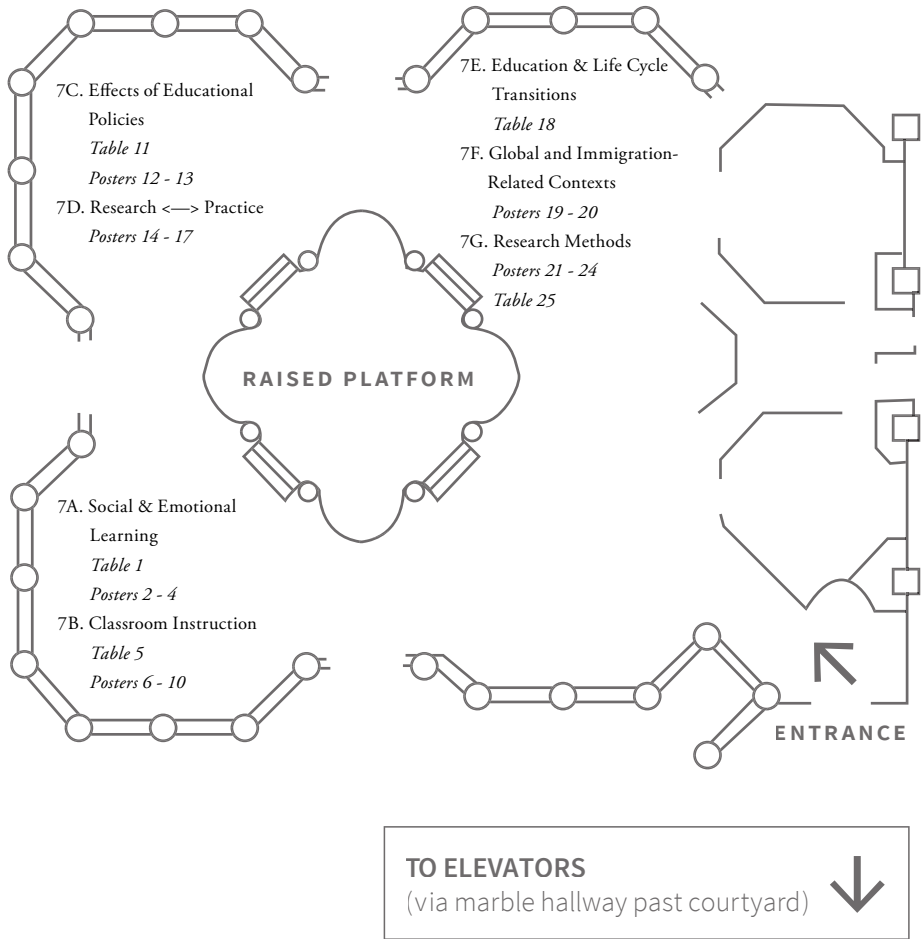 7C. Effects of Educational
Policies
Table 11
Posters 12 - 13
7D. Research <—> Practice
Posters 14 - 17
7E. Education & Life Cycle
Transitions
Table 18
7F. Global and Immigration-
Related Contexts
Posters 19 - 20
7G. Research Methods
Posters 21 - 24
Table 25
RAISED PLATFORM
7A. Social & Emotional
Learning
Table 1
Posters 2 - 4
7B. Classroom Instruction
Table 5
Posters 6 - 10
ENTRANCE
TO ELEVATORS
(via marble hallway past courtyard)